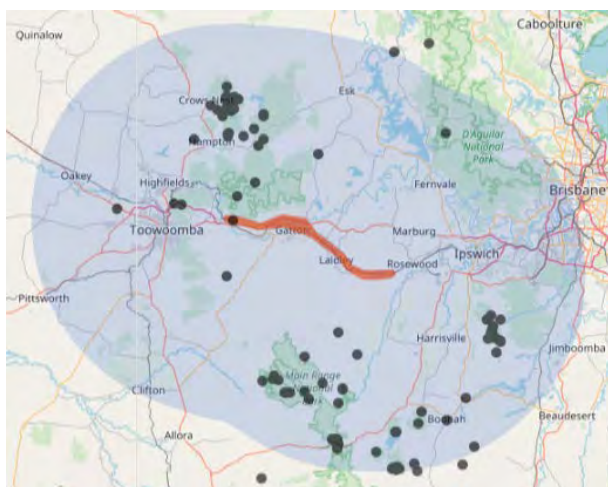 Caboolture
Quinalow
Esk
Crows Nest
D'Aguilar
National
Park
Hampton
Oakey
Highfields
Fernvale
Brisbane
Toowoomba
Gatton
Marburg
Laidley
Rosewood
Ipswich
Pittsworth
Harrisville
Jimboomba
Main Range
National
Park
Clifton
Boonah
Beaudesert
Allora